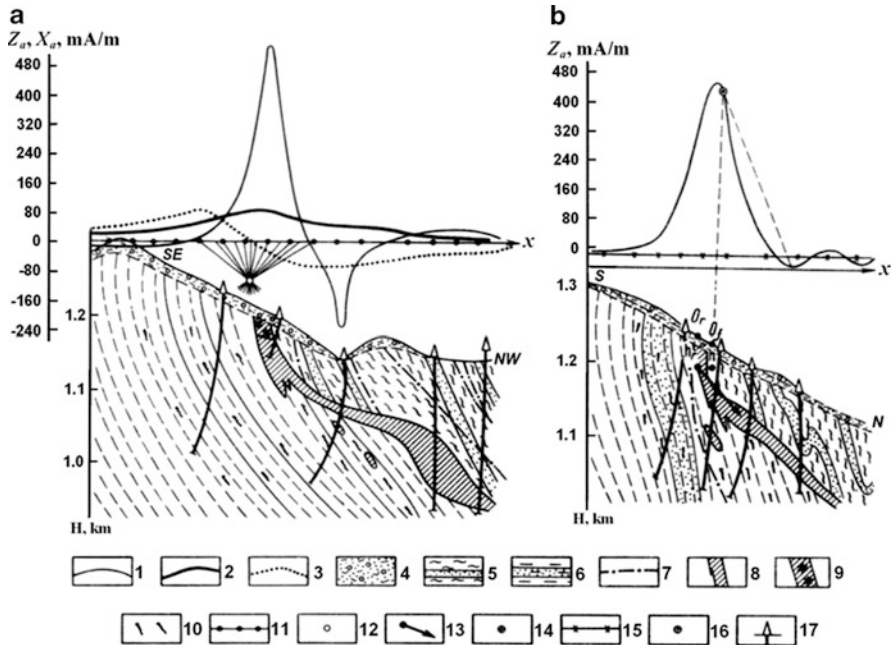 a
b
Zₐ, Xₐ, mA/m
480
400
320
240
160
80
0
-80
-160
-240
x
SE
NW
1.2
1.1
1.0
H, km
Zₐ, mA/m
480
400
320
240
160
80
0
x
1.3
S
Oᵣ
1.2
1.1
N
H, km
1 2 3 4 5 6 7 8 9
10 11 12 13 14 15 16 17